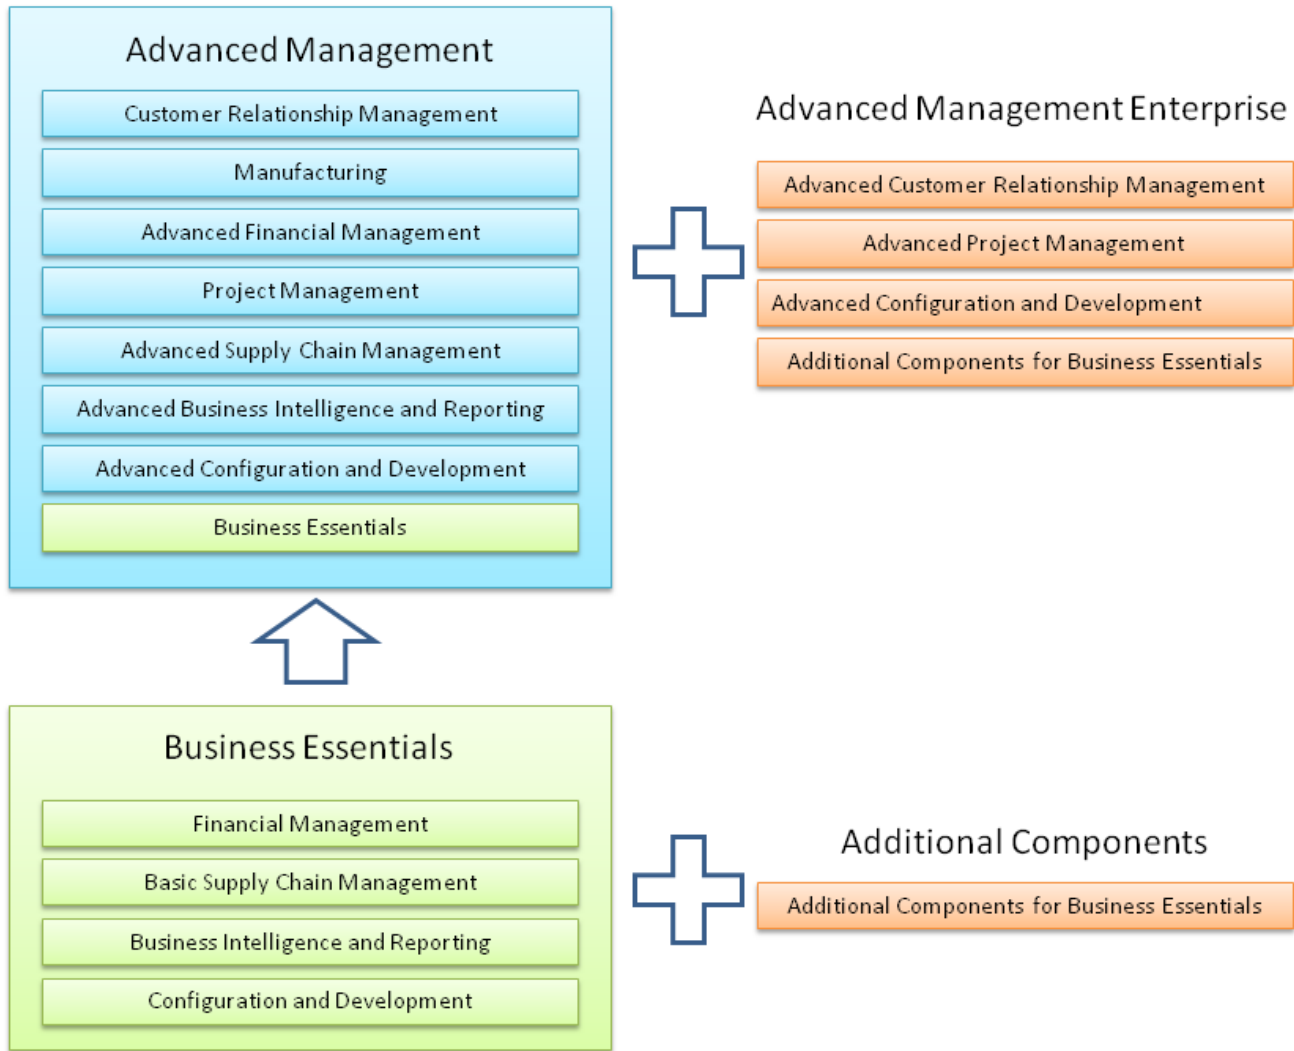 Advanced Management
Customer Relationship Management
Manufacturing
Advanced Financial Management
Project Management
Advanced Supply Chain Management
Advanced Business Intelligence and Reporting
Advanced Configuration and Development
Business Essentials
Advanced Management Enterprise
Advanced Customer Relationship Management
Advanced Project Management
Advanced Configuration and Development
Additional Components for Business Essentials
Business Essentials
Financial Management
Basic Supply Chain Management
Business Intelligence and Reporting
Configuration and Development
Additional Components
Additional Components for Business Essentials